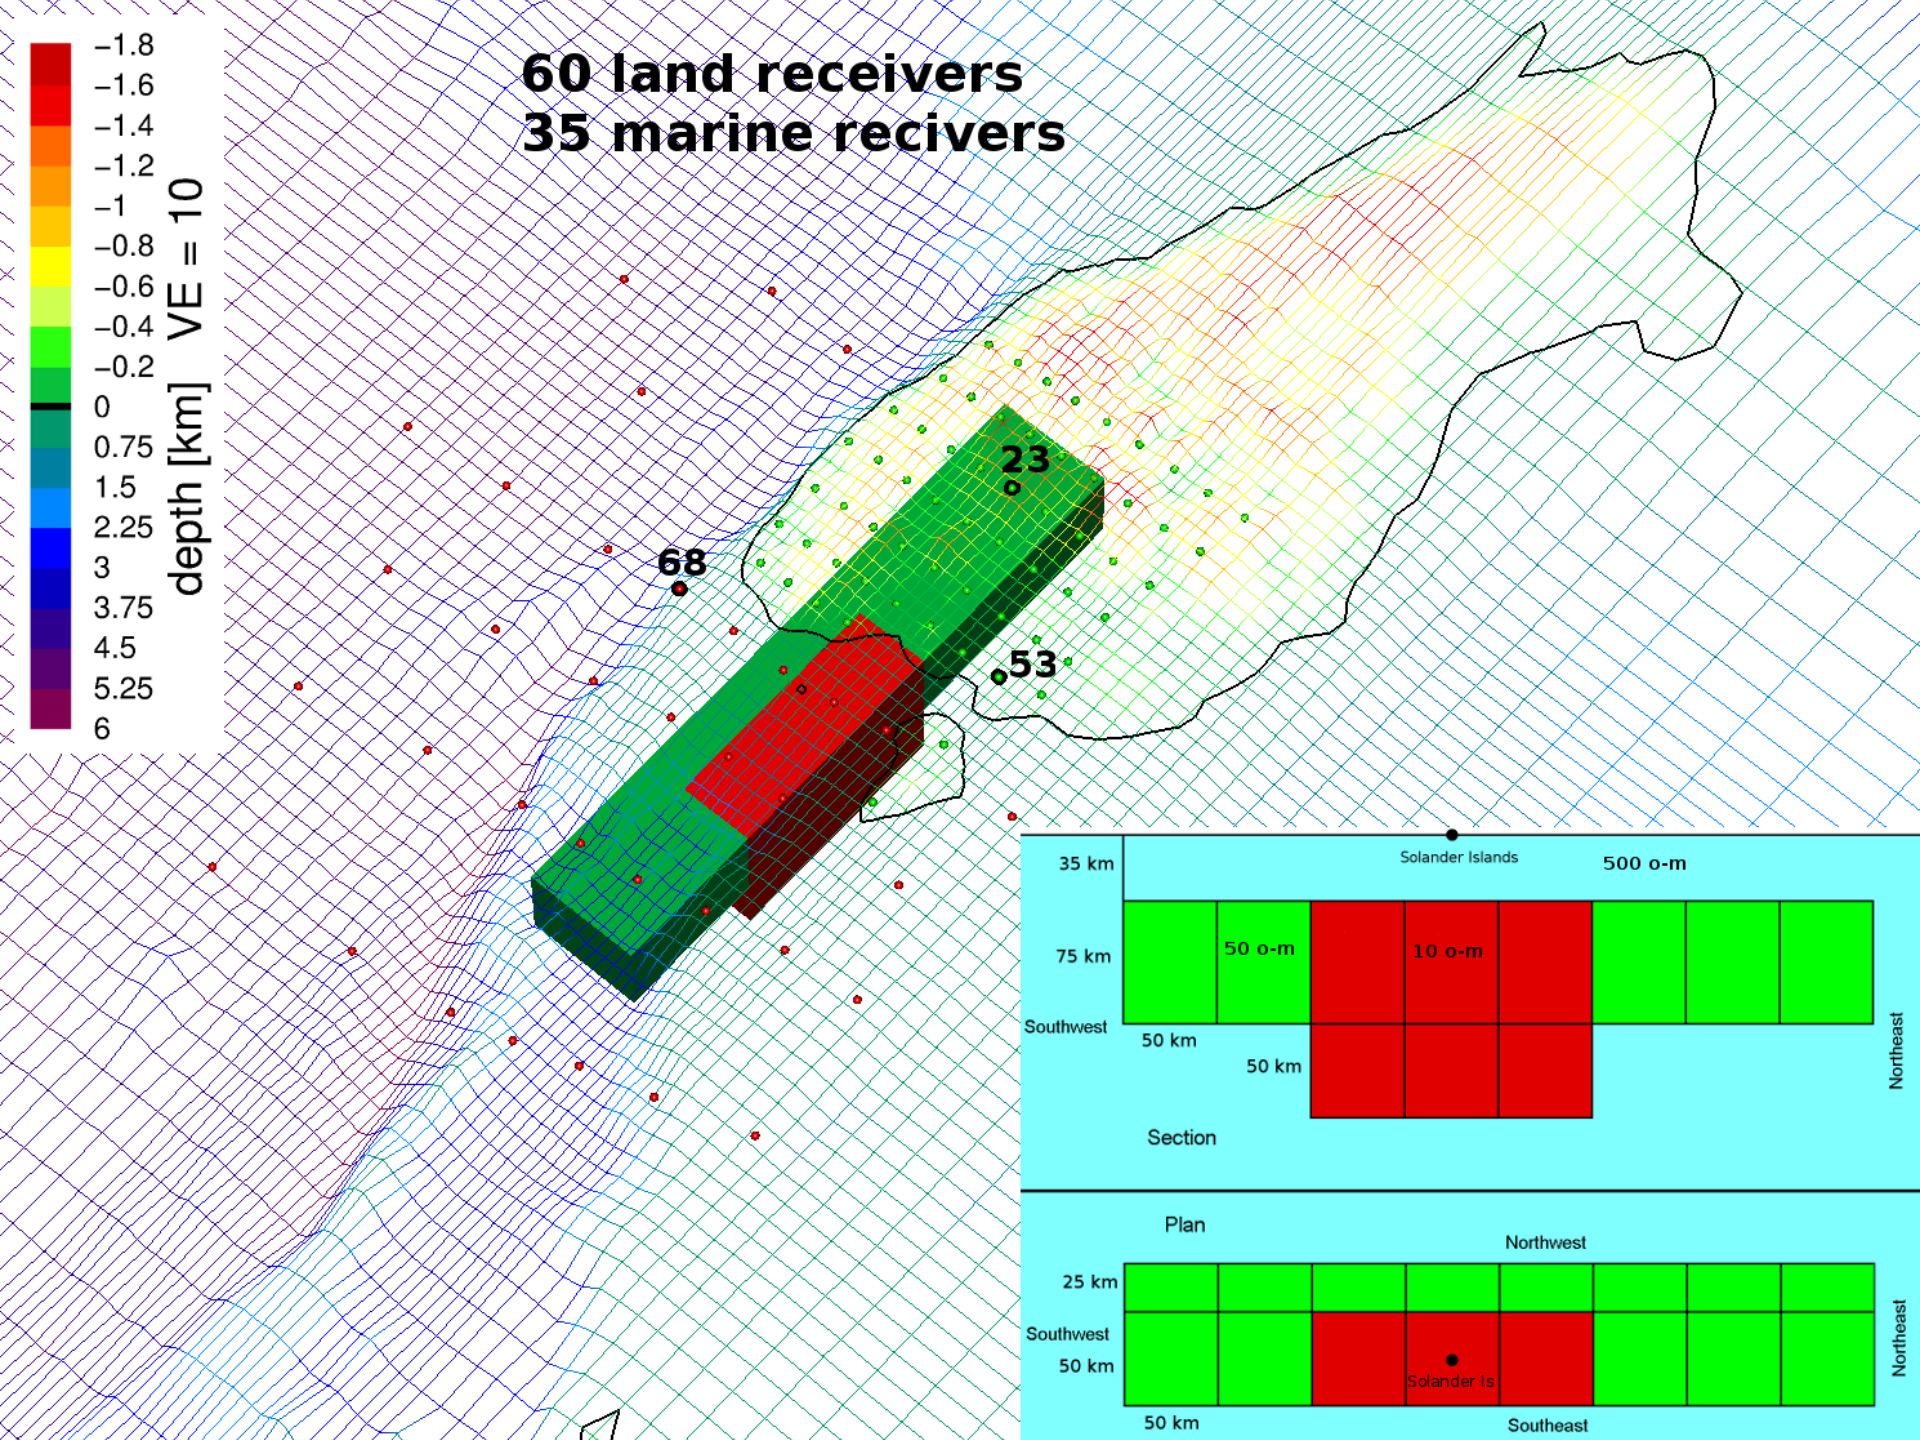 60 land receivers
35 marine recivers
−1.8
−1.6
−1.4
−1.2
−1
−0.8
−0.6
−0.4
−0.2
0
0.75
1.5
2.25
3
3.75
4.5
5.25
6
depth [km] VE = 10
23
68
53
35 km
Solander Islands
500 o-m
50 o-m
10 o-m
75 km
Southwest
50 km
50 km
Northeast
Section
Plan
Northwest
25 km
Southwest
50 km
Solander Is
Northeast
50 km
Southeast